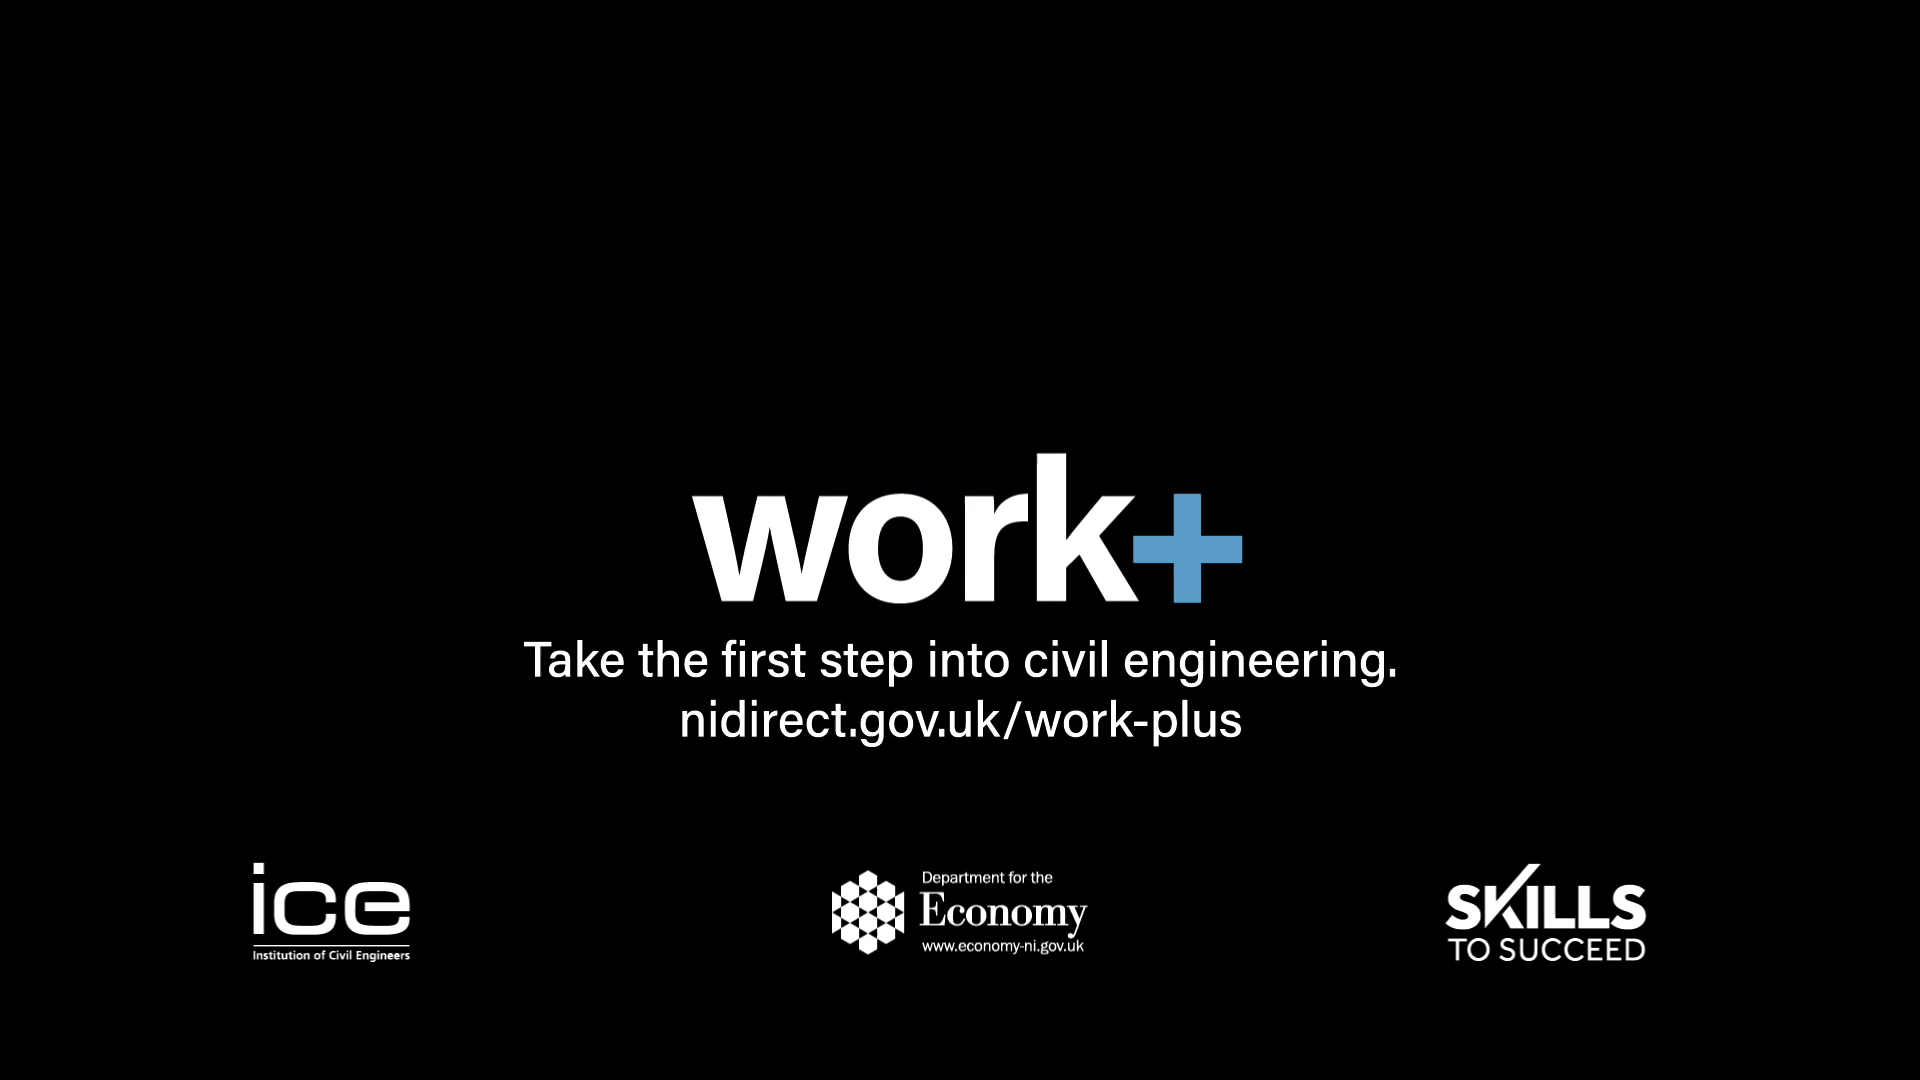 work+
Take the first step into civil engineering.
nidirect.gov.uk/work-plus
ice
Institution of Civil Engineers
Department for the
Economy
www.economy-ni.gov.uk
SKILLS
TO SUCCEED